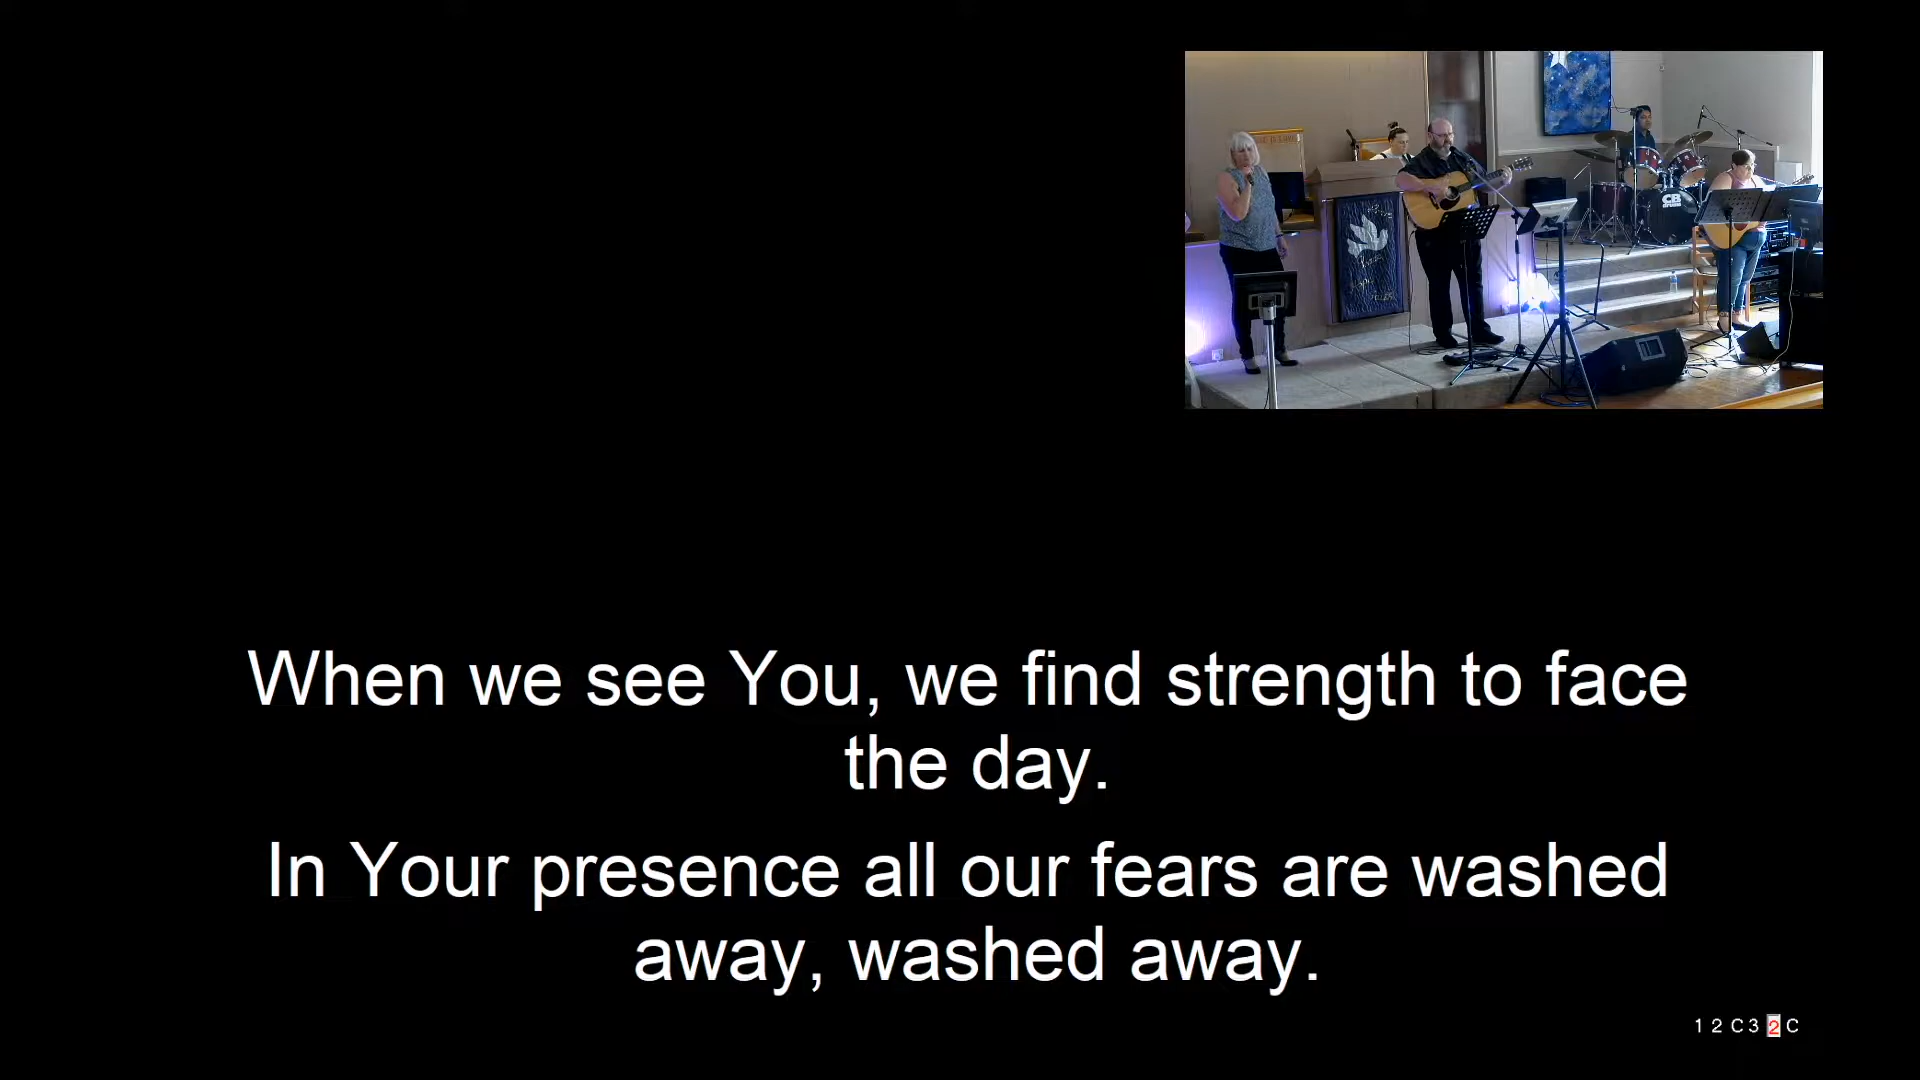 CB
When we see You, we find strength to face
the day.
In Your presence all our fears are washed
away, washed away.
1 2 C 3 2 C